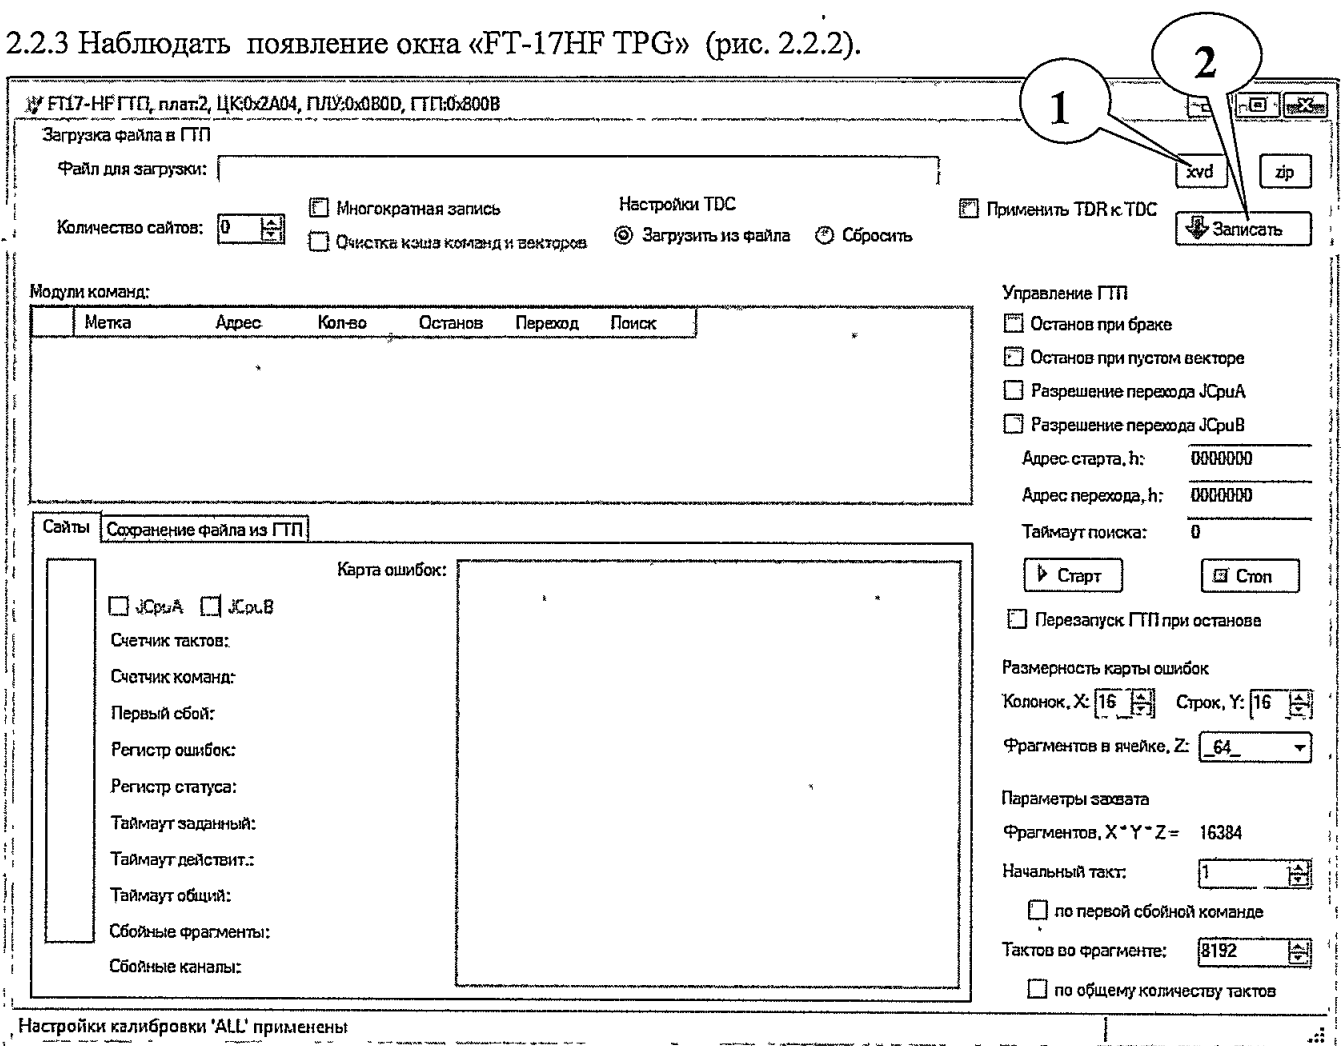 2.2.3 Наблюдать появление окна «FT-17HF TPG» (рис. 2.2.2).
1
2
FT17-HF ГТП, плат:2, ЦК:0x2A04, ПЛУ:0x0B0D, ГТП:0x800B
Загрузка файла в ГТП
Файл для загрузки:
xvd
zip
Количество сайтов: 0
Многократная запись
Очистка кэша команд и векторов
Настройки TDC
Загрузить из файла
Сбросить
Применить TDR к TDC
Записать
Модули команд:
Метка Адрес Кол-во Останов Переход Поиск
Управление ГТП
Останов при браке
Останов при пустом векторе
Разрешение перехода JCpuA
Разрешение перехода JCpuB
Адрес старта, h: 0000000
Адрес перехода, h: 0000000
Таймаут поиска: 0
Старт
Стоп
Перезапуск ГТП при останове
Сайты
Сохранение файла из ГТП
Карта ошибок:
JCpuA
JCpuB
Счетчик тактов:
Счетчик команд:
Первый сбой:
Регистр ошибок:
Регистр статуса:
Таймаут заданный:
Таймаут действит.:
Таймаут общий:
Сбойные фрагменты:
Сбойные каналы:
Размерность карты ошибок
Колонок, X: 16 Строк, Y: 16
Фрагментов в ячейке, Z: _64_
Параметры захвата
Фрагментов, X*Y*Z= 16384
Начальный такт: 1
по первой сбойной команде
Тактов во фрагменте: 8192
по общему количеству тактов
Настройки калибровки 'ALL' применены